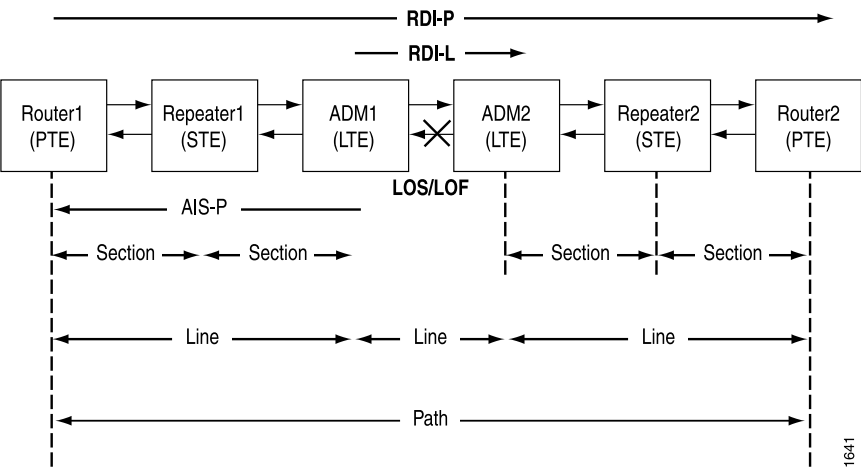 RDI-P
RDI-L
Router1
(PTE)
Repeater1
(STE)
ADM1
(LTE)
ADM2
(LTE)
Repeater2
(STE)
Router2
(PTE)
LOS/LOF
AIS-P
Section
Section
Section
Section
Line
Line
Line
Path
1641